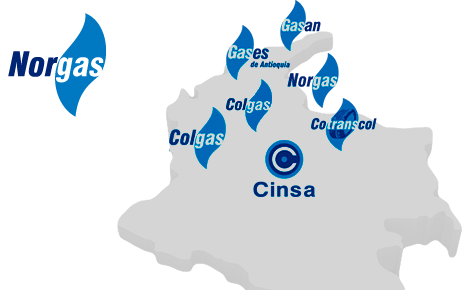 Norgas
Gasan
Gases
de Antioquia
Norgas
Colgas
Cotranscol
Colgas
Cinsa